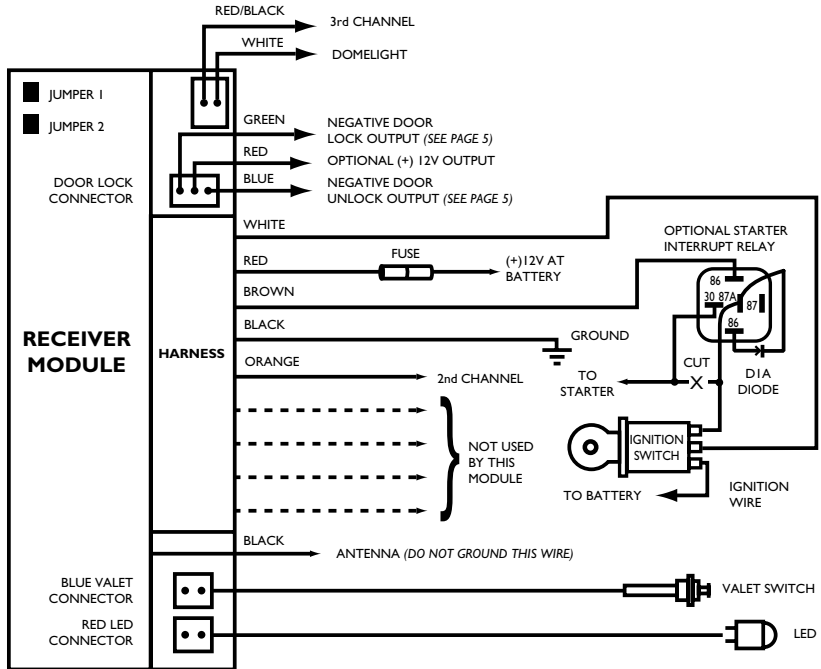 RED/BLACK
3rd CHANNEL
WHITE
DOMELIGHT
JUMPER 1
JUMPER 2
GREEN
NEGATIVE DOOR
LOCK OUTPUT (SEE PAGE 5)
RED
OPTIONAL (+) 12V OUTPUT
DOOR LOCK
CONNECTOR
BLUE
NEGATIVE DOOR
UNLOCK OUTPUT (SEE PAGE 5)
WHITE
OPTIONAL STARTER
INTERRUPT RELAY
RED
FUSE
(+)12V AT
BATTERY
86
30 87A
87
86
BROWN
RECEIVER
MODULE
HARNESS
BLACK
GROUND
ORANGE
2nd CHANNEL
TO
STARTER
CUT
X
D1A
DIODE
NOT USED
BY THIS
MODULE
IGNITION
SWITCH
TO BATTERY
IGNITION
WIRE
BLACK
ANTENNA (DO NOT GROUND THIS WIRE)
BLUE VALET
CONNECTOR
VALET SWITCH
RED LED
CONNECTOR
LED